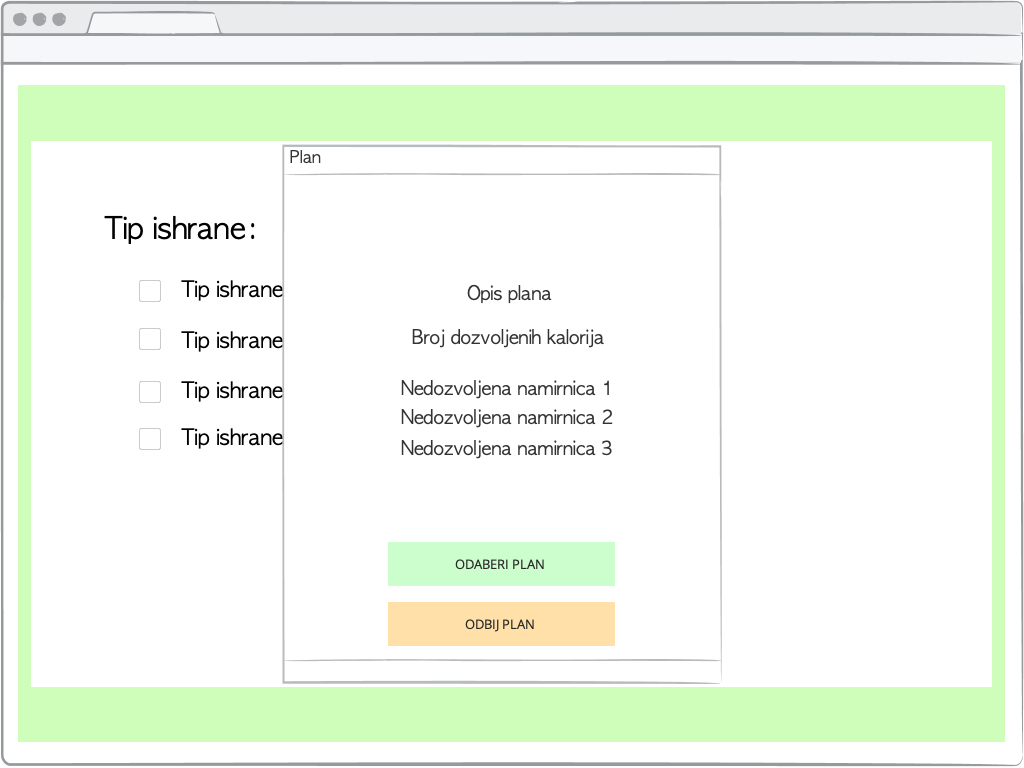 Plan
Tip ishrane:
Tip ishrane
Tip ishrane
Tip ishrane
Tip ishrane
Opis plana
Broj dozvoljenih kalorija
Nedozvoljena namirnica 1
Nedozvoljena namirnica 2
Nedozvoljena namirnica 3
ODABERI PLAN
ODBIJ PLAN